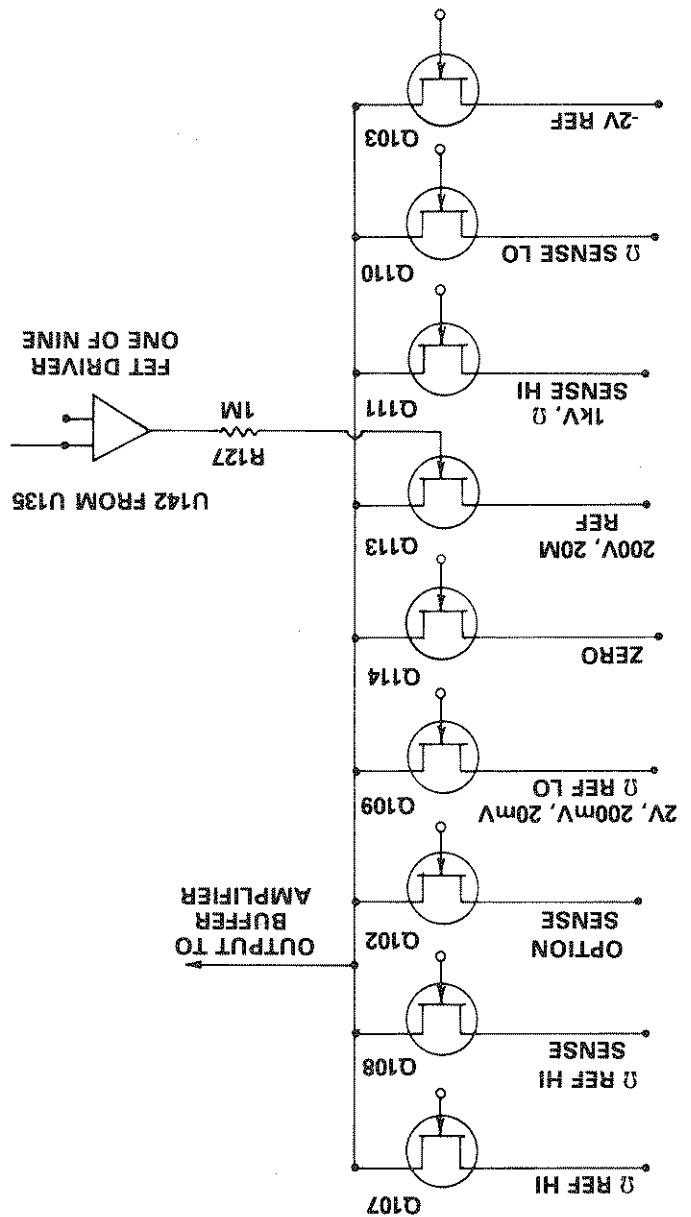 Q107
Ω REF HI
Q108
Ω REF HI
SENSE
Q102
OPTION
SENSE
OUTPUT TO
BUFFER
AMPLIFIER
Q109
2V, 200mV, 20mV
Ω REF LO
Q114
ZERO
Q113
200V, 20M
REF
U142 FROM U135
R127
1M
FET DRIVER
ONE OF NINE
Q111
1kV, Ω
SENSE HI
Q110
Ω SENSE LO
Q103
-2V REF